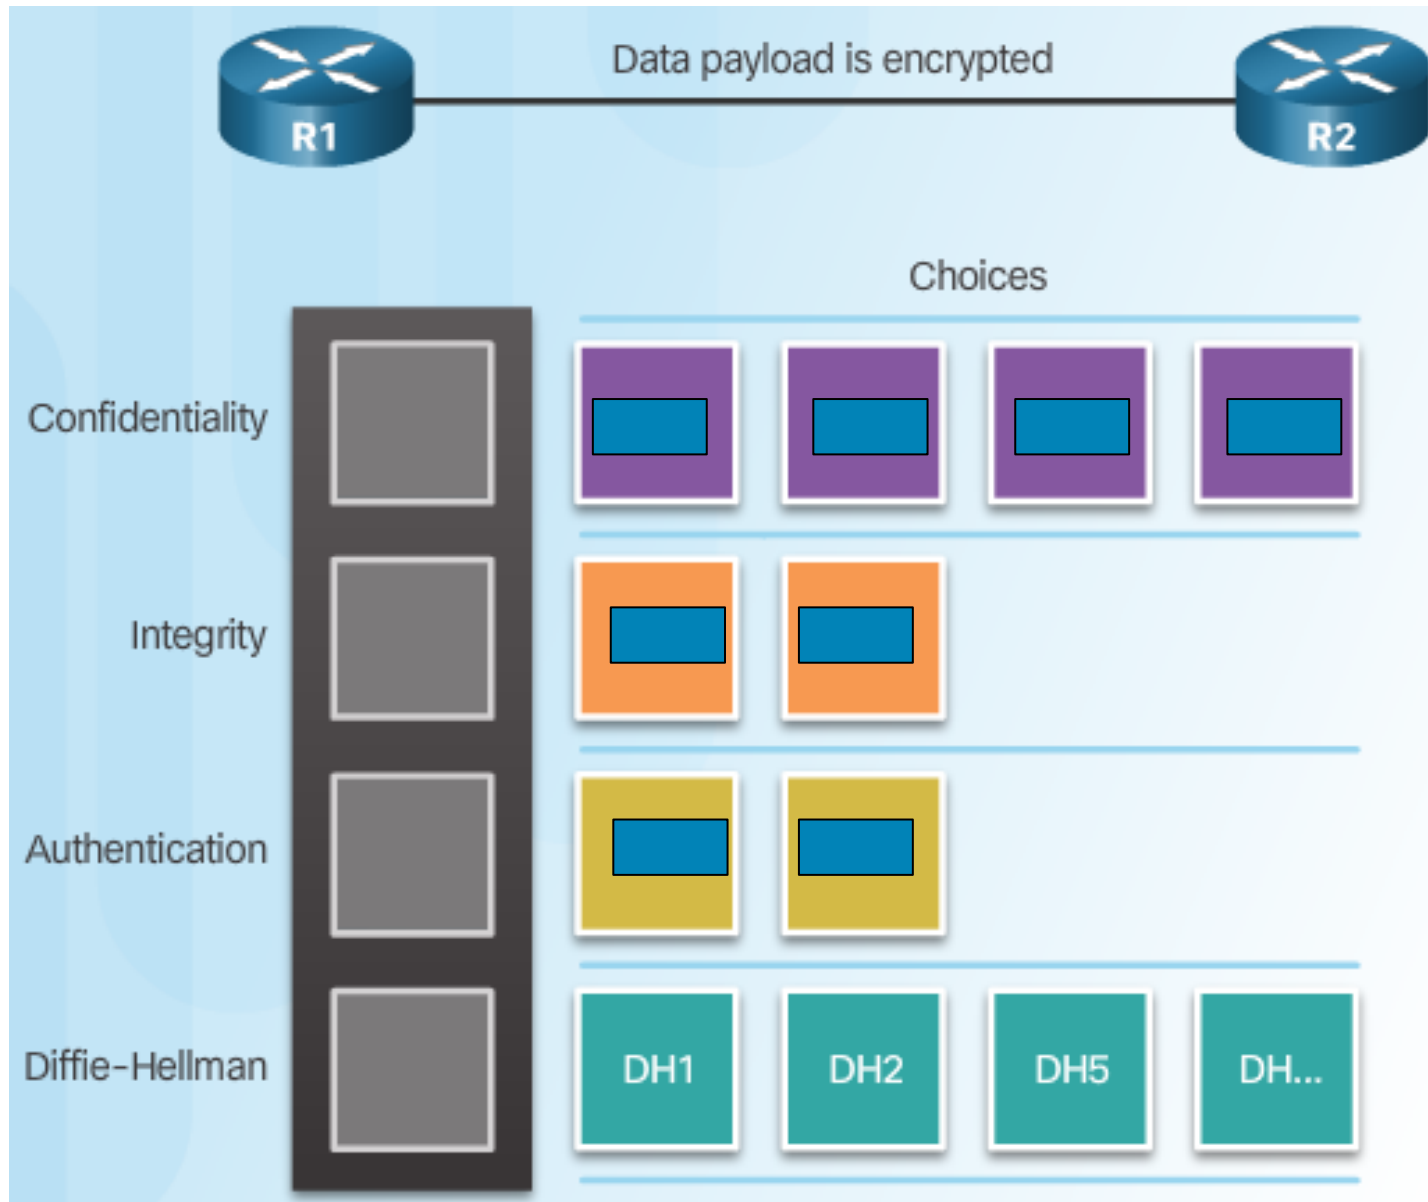 Data payload is encrypted
R1
R2
Choices
Confidentiality
Integrity
Authentication
Diffie-Hellman
DH1
DH2
DH5
DH...